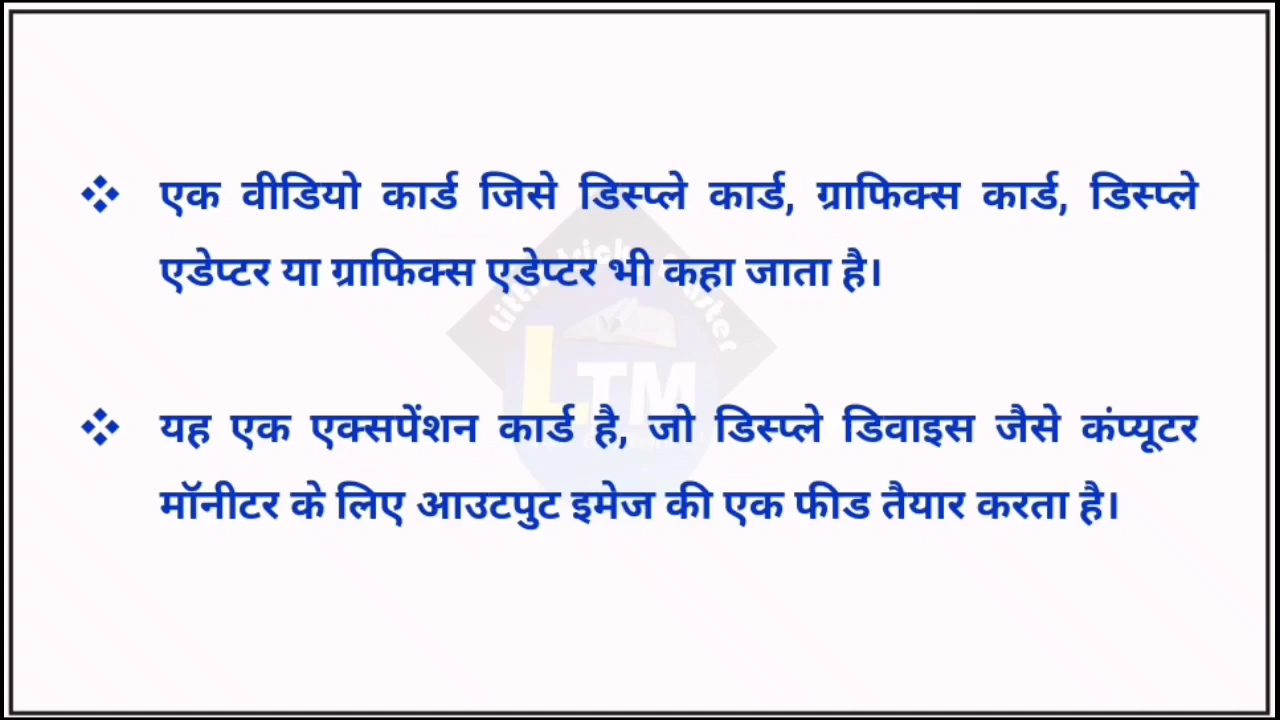 ❖ एक वीडियो कार्ड जिसे डिस्प्ले कार्ड, ग्राफिक्स कार्ड, डिस्प्ले
एडेप्टर या ग्राफिक्स एडेप्टर भी कहा जाता है।
LTM
❖ यह एक एक्सपेंशन कार्ड है, जो डिस्प्ले डिवाइस जैसे कंप्यूटर
मॉनीटर के लिए आउटपुट इमेज की एक फीड तैयार करता है।